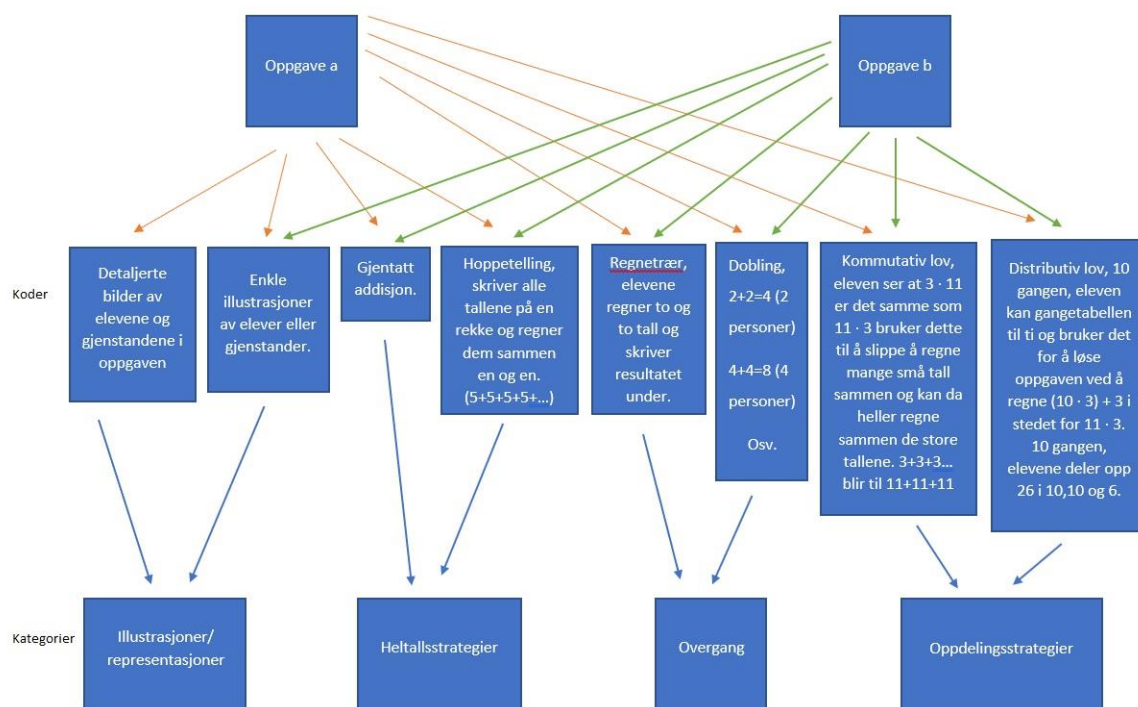 Oppgave a
Oppgave b
Koder
Detaljerte
bilder av
elevene og
gjenstandene i
oppgaven
Enkle
illustrasjoner
av elever eller
gjenstander.
Gjentatt
addisjon.
Hoppetelling,
skriver alle
tallene på en
rekke og regner
dem sammen
en og en.
(5+5+5+5+...)
Regnetrær,
elevene
regner to og
to tall og
skriver
resultatet
under.
Dobling,
2+2=4 (2
personer)
4+4=8 (4
personer)
Osv.
Kommutativ lov,
eleven ser at 3 · 11
er det samme som
11 · 3 bruker dette
til å slippe å regne
mange små tall
sammen og kan da
heller regne
sammen de store
tallene. 3+3+3...
blir til 11+11+11
Distributiv lov, 10
gangen, eleven
kan gangetabellen
til ti og bruker det
for å løse
oppgaven ved å
regne (10 · 3) + 3 i
stedet for 11 · 3.
10 gangen,
elevene deler opp
26 i 10,10 og 6.
Kategorier
Illustrasjoner/
representasjoner
Heltallsstrategier
Overgang
Oppdelingsstrategier